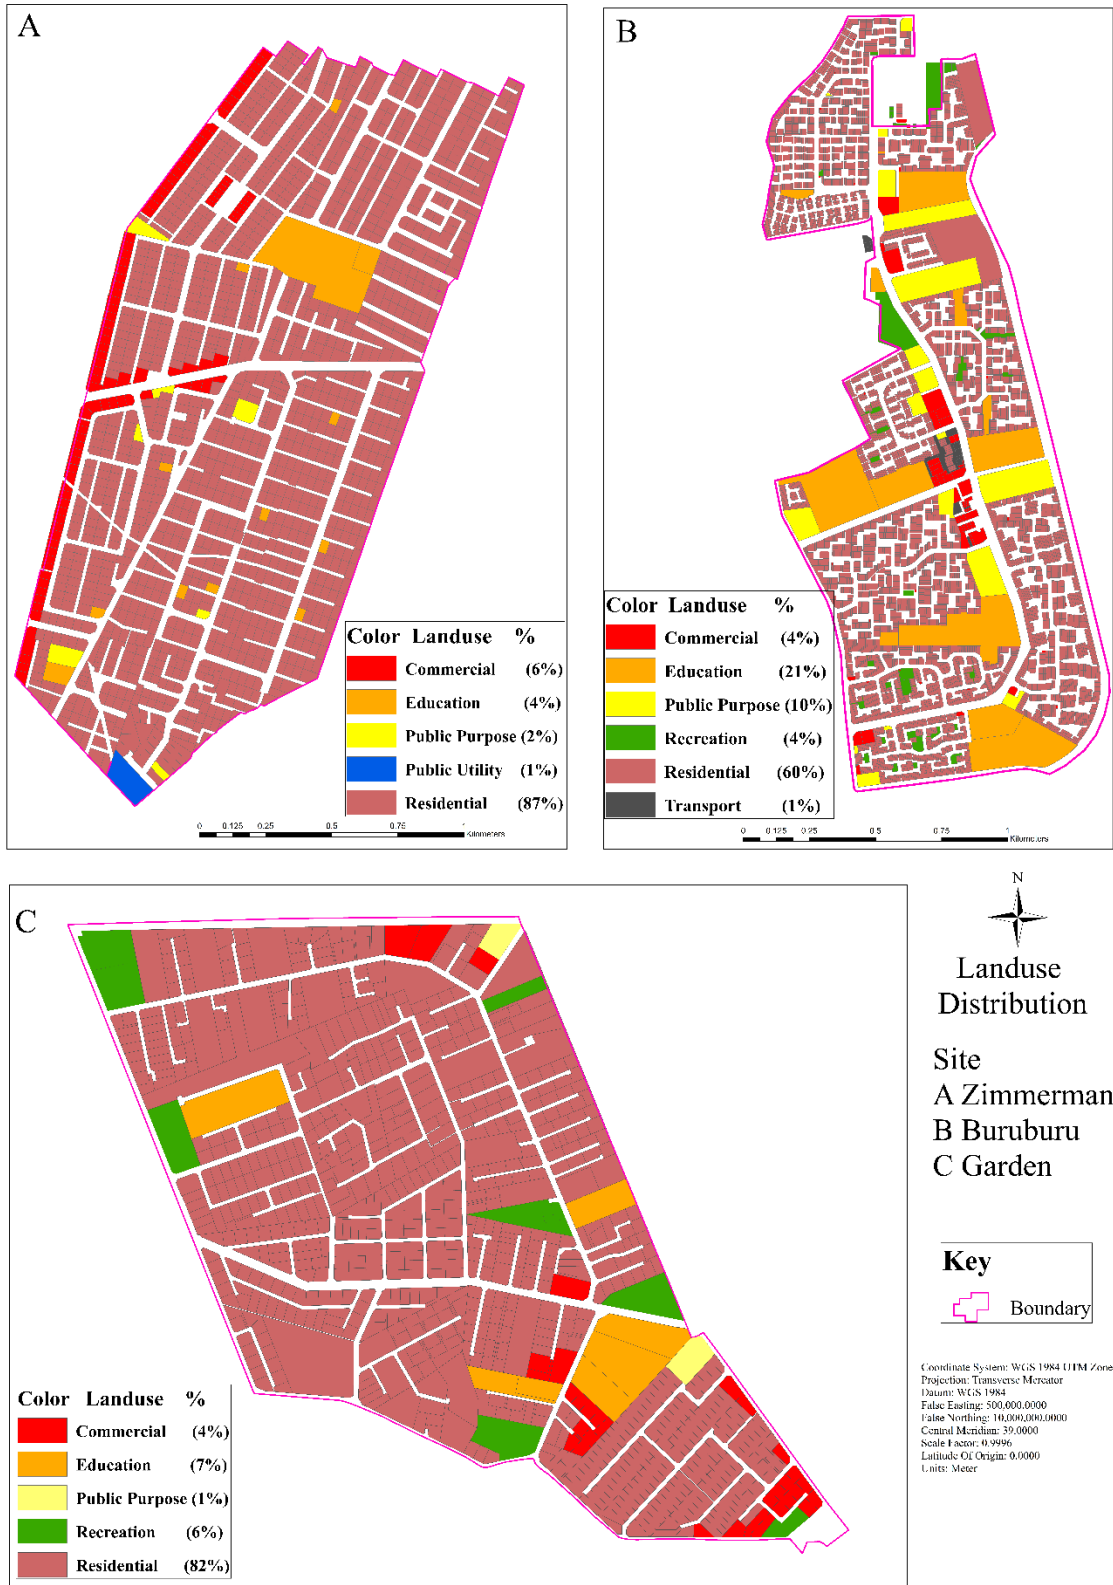 A
Color Landuse %
Commercial (6%)
Education (4%)
Public Purpose (2%)
Public Utility (1%)
Residential (87%)
0 0.125 0.25 0.5 0.75 1
Kilometers
B
Color Landuse %
Commercial (4%)
Education (21%)
Public Purpose (10%)
Recreation (4%)
Residential (60%)
Transport (1%)
0 0.125 0.25 0.5 0.75 1
Kilometers
C
Color Landuse %
Commercial (4%)
Education (7%)
Public Purpose (1%)
Recreation (6%)
Residential (82%)
N
Landuse
Distribution
Site
A Zimmerman
B Buruburu
C Garden
Key
Boundary
Coordinate System: WGS 1984 UTM Zone
Projection: Transverse Mercator
Datum: WGS 1984
False Easting: 500,000.0000
False Northing: 10,000,000.0000
Central Meridian: 39.0000
Scale Factor: 0.9996
Latitude Of Origin: 0.0000
Units: Meter